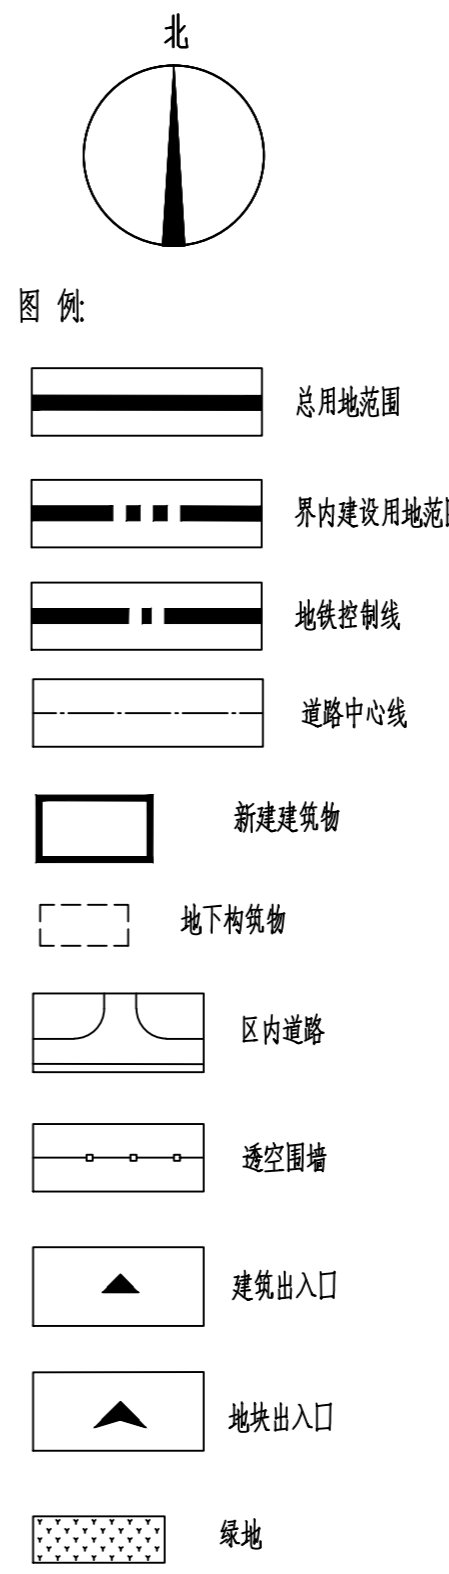 北
图 例:
总用地范围
界内建设用地范
地铁控制线
道路中心线
新建建筑物
地下构筑物
区内道路
透空围墙
建筑出入口
地块出入口
绿地